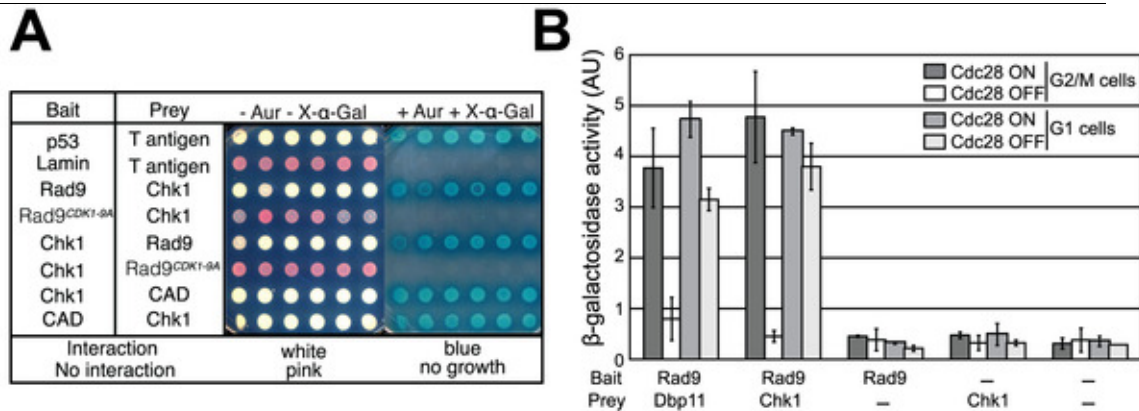 A
Bait Prey - Aur - X-α-Gal + Aur + X-α-Gal
p53 T antigen
Lamin T antigen
Rad9 Chk1
Rad9CDK1-9A Chk1
Chk1 Rad9
Chk1 Rad9CDK1-9A
Chk1 CAD
CAD Chk1
Interaction white blue
No interaction pink no growth
B
β-galactosidase activity (AU)
6
5
4
3
2
1
0
Cdc28 ON
Cdc28 OFF
G2/M cells
Cdc28 ON
Cdc28 OFF
G1 cells
Bait Rad9 Rad9 Rad9 – –
Prey Dbp11 Chk1 – Chk1 –